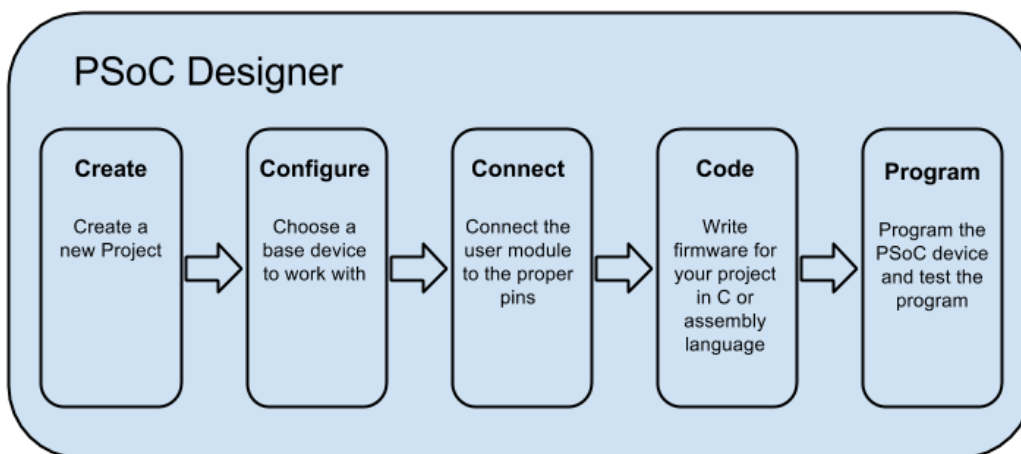 PSoC Designer
Create
Create a
new Project
Configure
Choose a
base device
to work with
Connect
Connect the
user module
to the proper
pins
Code
Write
firmware for
your project
in C or
assembly
language
Program
Program the
PSoC device
and test the
program